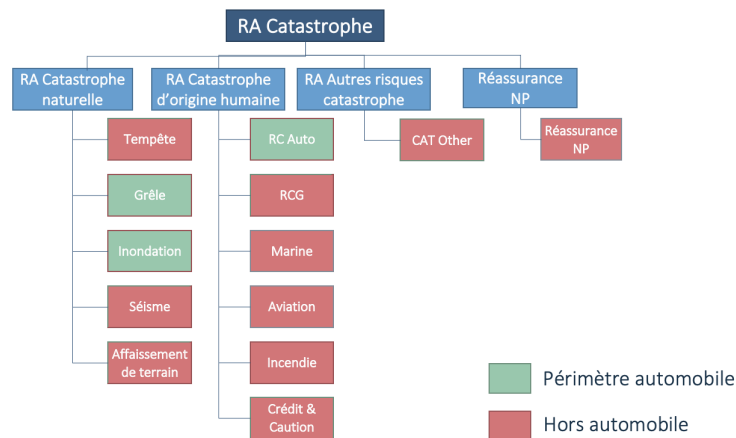 RA Catastrophe
RA Catastrophe
naturelle
RA Catastrophe
d'origine humaine
RA Autres risques
catastrophe
Réassurance
NP
Tempête
Grêle
Inondation
Séisme
Affaissement
de terrain
RC Auto
RCG
Marine
Aviation
Incendie
Crédit &
Caution
CAT Other
Réassurance
NP
Périmètre automobile
Hors automobile